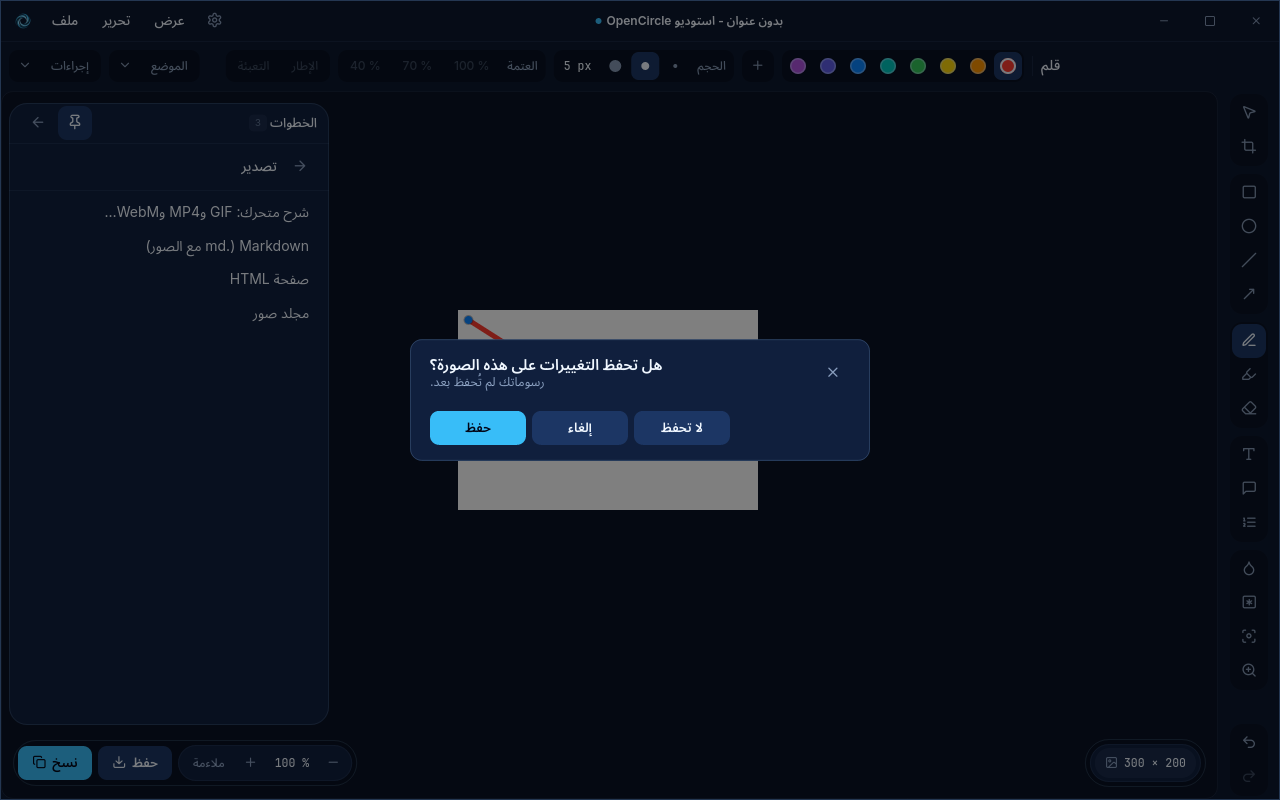 ملف
تحرير
عرض
بدون عنوان - استوديو OpenCircle
قلم
الحجم
5 px
العتمة
100 %
70 %
40 %
الإطار
التعبئة
الموضع
إجراءات
الخطوات 3
تصدير
شرح متحرك: GIF وMP4 وWebM...
Markdown (.md مع الصور)
صفحة HTML
مجلد صور
هل تحفظ التغييرات على هذه الصورة؟
رسوماتك لم تُحفظ بعد.
لا تحفظ
إلغاء
حفظ
300 × 200
100 %
ملاءمة
حفظ
نسخ